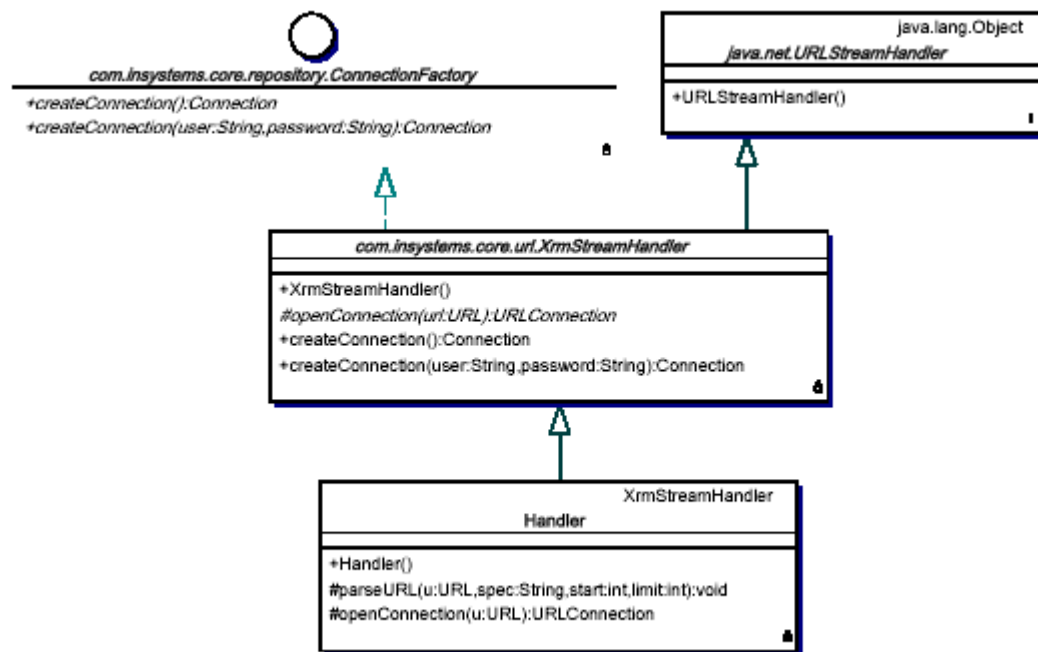 com.insystems.core.repository.ConnectionFactory
+createConnection():Connection
+createConnection(user:String,password:String):Connection
java.lang.Object
java.net.URLStreamHandler
+URLStreamHandler()
com.insystems.core.url.XrmStreamHandler
+XrmStreamHandler()
#openConnection(url:URL):URLConnection
+createConnection():Connection
+createConnection(user:String,password:String):Connection
XrmStreamHandler
Handler
+Handler()
#parseURL(u:URL,spec:String,start:int,limit:int):void
#openConnection(u:URL):URLConnection